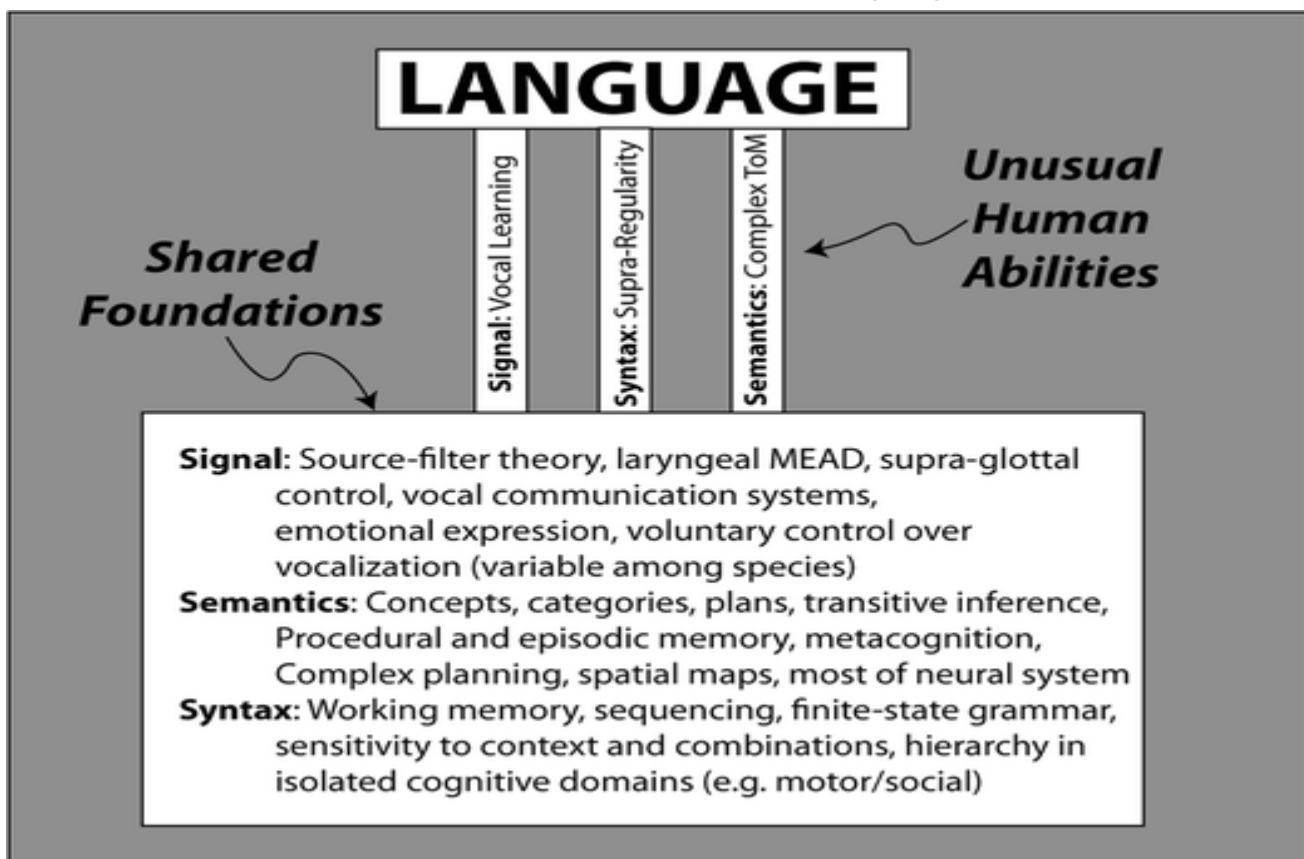 LANGUAGE
Signal: Vocal Learning
Syntax: Supra-Regularity
Semantics: Complex ToM
Unusual
Human
Abilities
Shared
Foundations
Signal: Source-filter theory, laryngeal MEAD, supra-glottal
control, vocal communication systems,
emotional expression, voluntary control over
vocalization (variable among species)
Semantics: Concepts, categories, plans, transitive inference,
Procedural and episodic memory, metacognition,
Complex planning, spatial maps, most of neural system
Syntax: Working memory, sequencing, finite-state grammar,
sensitivity to context and combinations, hierarchy in
isolated cognitive domains (e.g. motor/social)